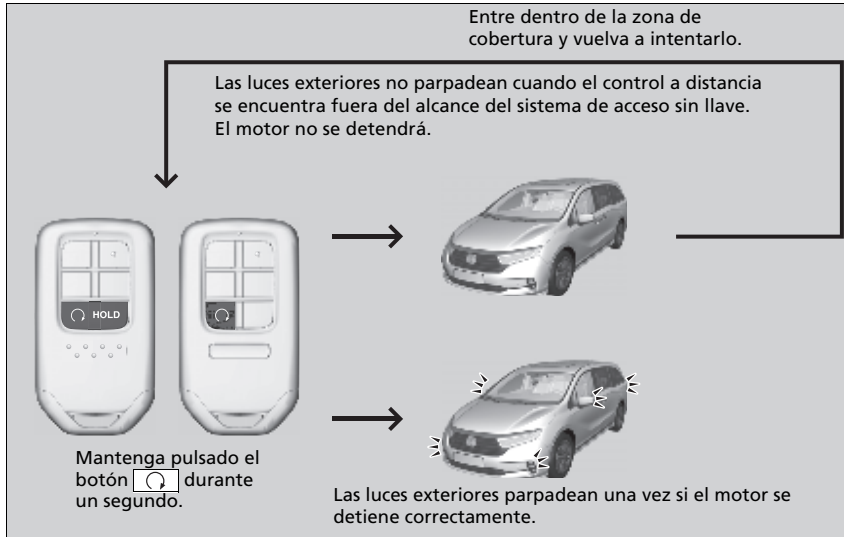 Entre dentro de la zona de
cobertura y vuelva a intentarlo.
Las luces exteriores no parpadean cuando el control a distancia
se encuentra fuera del alcance del sistema de acceso sin llave.
El motor no se detendrá.
HOLD
Mantenga pulsado el
botón durante
un segundo.
Las luces exteriores parpadean una vez si el motor se
detiene correctamente.